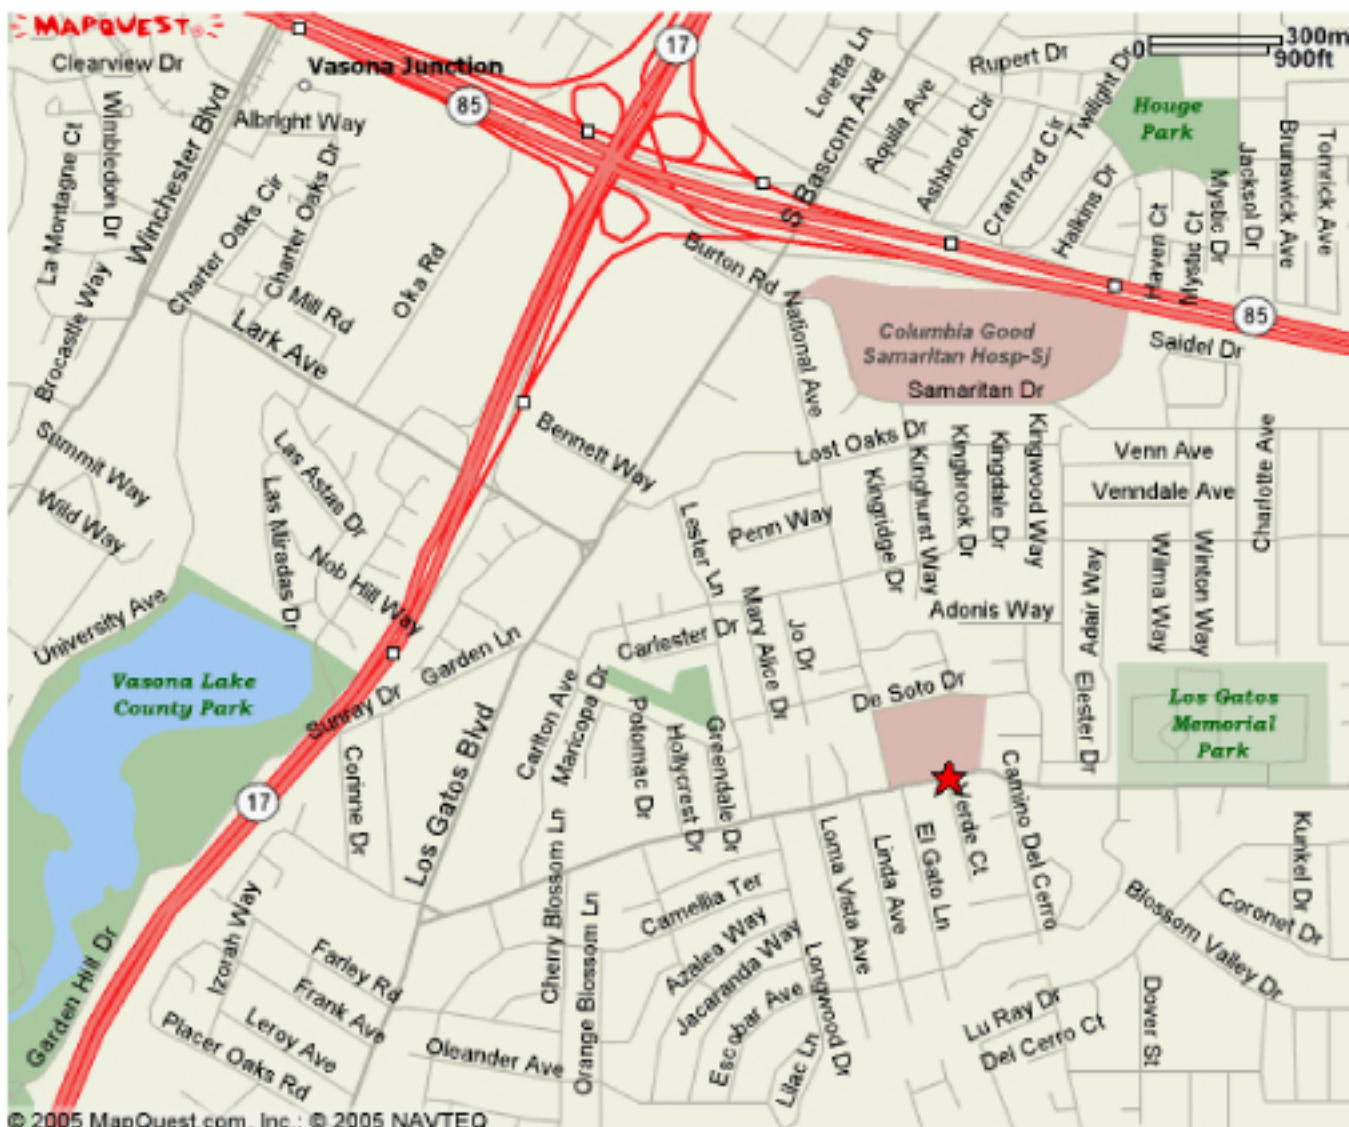 MAPQUEST
Clearview Dr
Vasona Junction
17
85
Albright Way
Winchester Blvd
Wimbledon Dr
La Montagne Ct
Charter Oaks Cir
Charter Oaks Dr
Mill Rd
Oka Rd
Lark Ave
Brocastle Way
Summit Way
Wild Way
University Ave
Loretta Ln
S Bascom Ave
Aquila Ave
Rupert Dr
Ashbrook Cir
Cranford Cir
Twilight Dr
Halkins Dr
0
300m
900ft
Houge
Park
Haven Ct
Mystic Ct
Mystic Dr
Jacksol Dr
Brunswick Ave
Tomrick Ave
85
Saidel Dr
Burton Rd
National Ave
Columbia Good
Samaritan Hosp-Sj
Samaritan Dr
Bennett Way
Las Astas Dr
Las Miradas Dr
Nob Hill Way
Lost Oaks Dr
Penn Way
Kingridge Dr
Kinghurst Way
Kingbrook Dr
Kingdale Dr
Kingwood Way
Venn Ave
Venndale Ave
Charlotte Ave
Adair Way
Wilma Way
Winton Way
Adonis Way
Lester Ln
Mary Alice Dr
Jo Dr
Carlester Dr
Garden Ln
Sunray Dr
Vasona Lake
County Park
Los Gatos Blvd
Carlton Ave
Maricopa Dr
Potomac Dr
Hollycrest Dr
Greendale Dr
De Soto Dr
Elester Dr
Los Gatos
Memorial
Park
17
Corinne Dr
Verde Ct
Camino Del Cerro
El Gato Ln
Linda Ave
Loma Vista Ave
Longwood Dr
Kunkel Dr
Coronet Dr
Blossom Valley Dr
Cherry Blossom Ln
Orange Blossom Ln
Camellia Ter
Azalea Way
Jacaranda Way
Escobar Ave
Lilac Ln
Izorah Way
Farley Rd
Frank Ave
Leroy Ave
Placer Oaks Rd
Oleander Ave
Garden Hill Dr
Lu Ray Dr
Del Cerro Ct
Dover St
© 2005 MapQuest.com, Inc.; © 2005 NAVTEQ